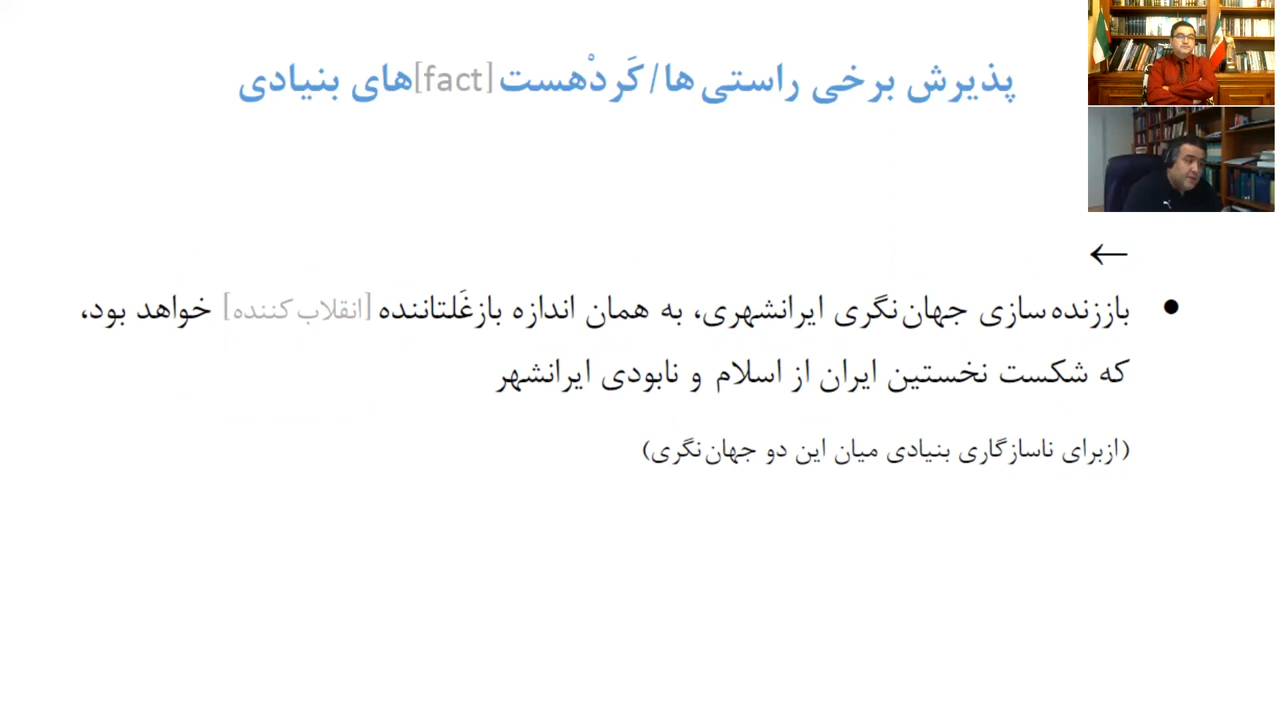 پذیرش برخی راستی ها/کَردْهست[fact]های بنیادی
←
• باززنده‌سازی جهان‌نگری ایرانشهری، به همان اندازه بازغَلتاننده [انقلاب کننده] خواهد بود،
که شکست نخستین ایران از اسلام و نابودی ایرانشهر
(ازبرای ناسازگاری بنیادی میان این دو جهان‌نگری)